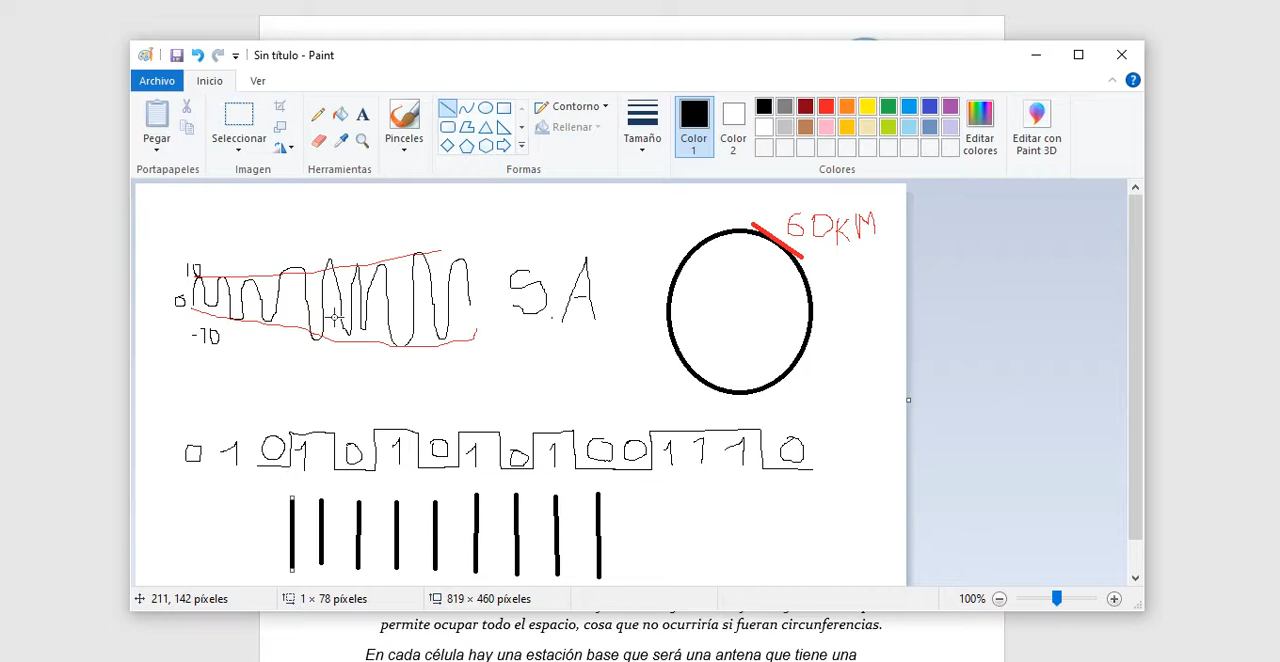 Sin título - Paint
Archivo Inicio Ver
Pegar
Seleccionar
Pinceles
Contorno
Rellenar
Tamaño
Color 1
Color 2
Editar colores
Editar con Paint 3D
Portapapeles Imagen Herramientas Formas Colores
60KM
10
0
-10
S.A
0 1 0 1 0 1 0 1 0 1 0 0 1 1 1 0
211, 142 píxeles 1 × 78 píxeles 819 × 460 píxeles 100%
permite ocupar todo el espacio, cosa que no ocurriría si fueran circunferencias.
En cada célula hay una estación base que será una antena que tiene una